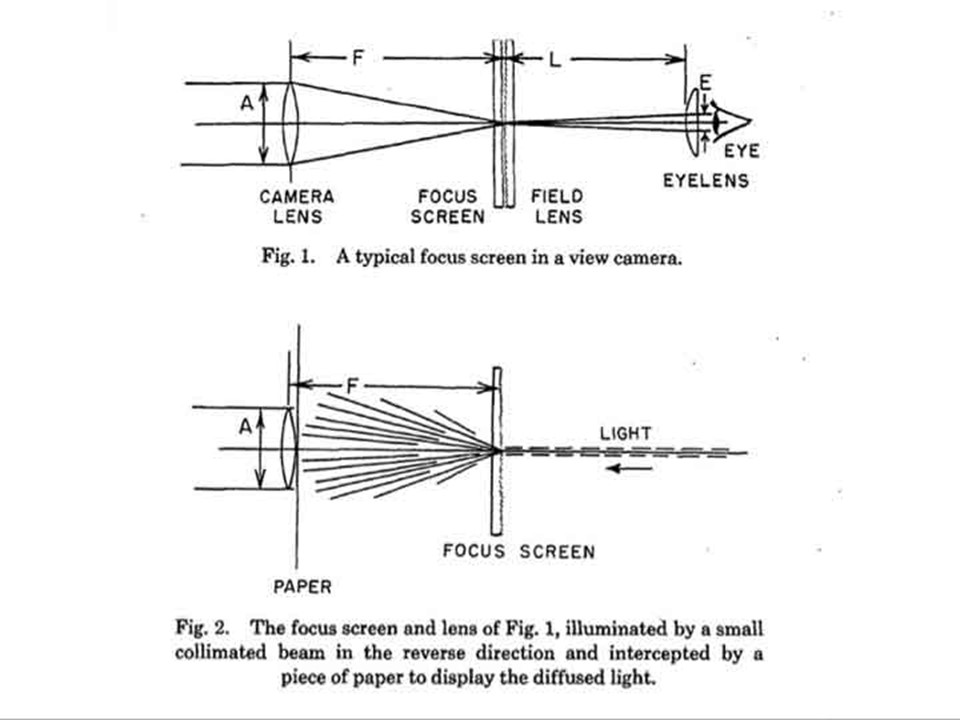 F
L
A
E
EYE
EYELENS
CAMERA
LENS
FOCUS
SCREEN
FIELD
LENS
Fig. 1. A typical focus screen in a view camera.
F
A
LIGHT
FOCUS SCREEN
PAPER
Fig. 2. The focus screen and lens of Fig. 1, illuminated by a small
collimated beam in the reverse direction and intercepted by a
piece of paper to display the diffused light.